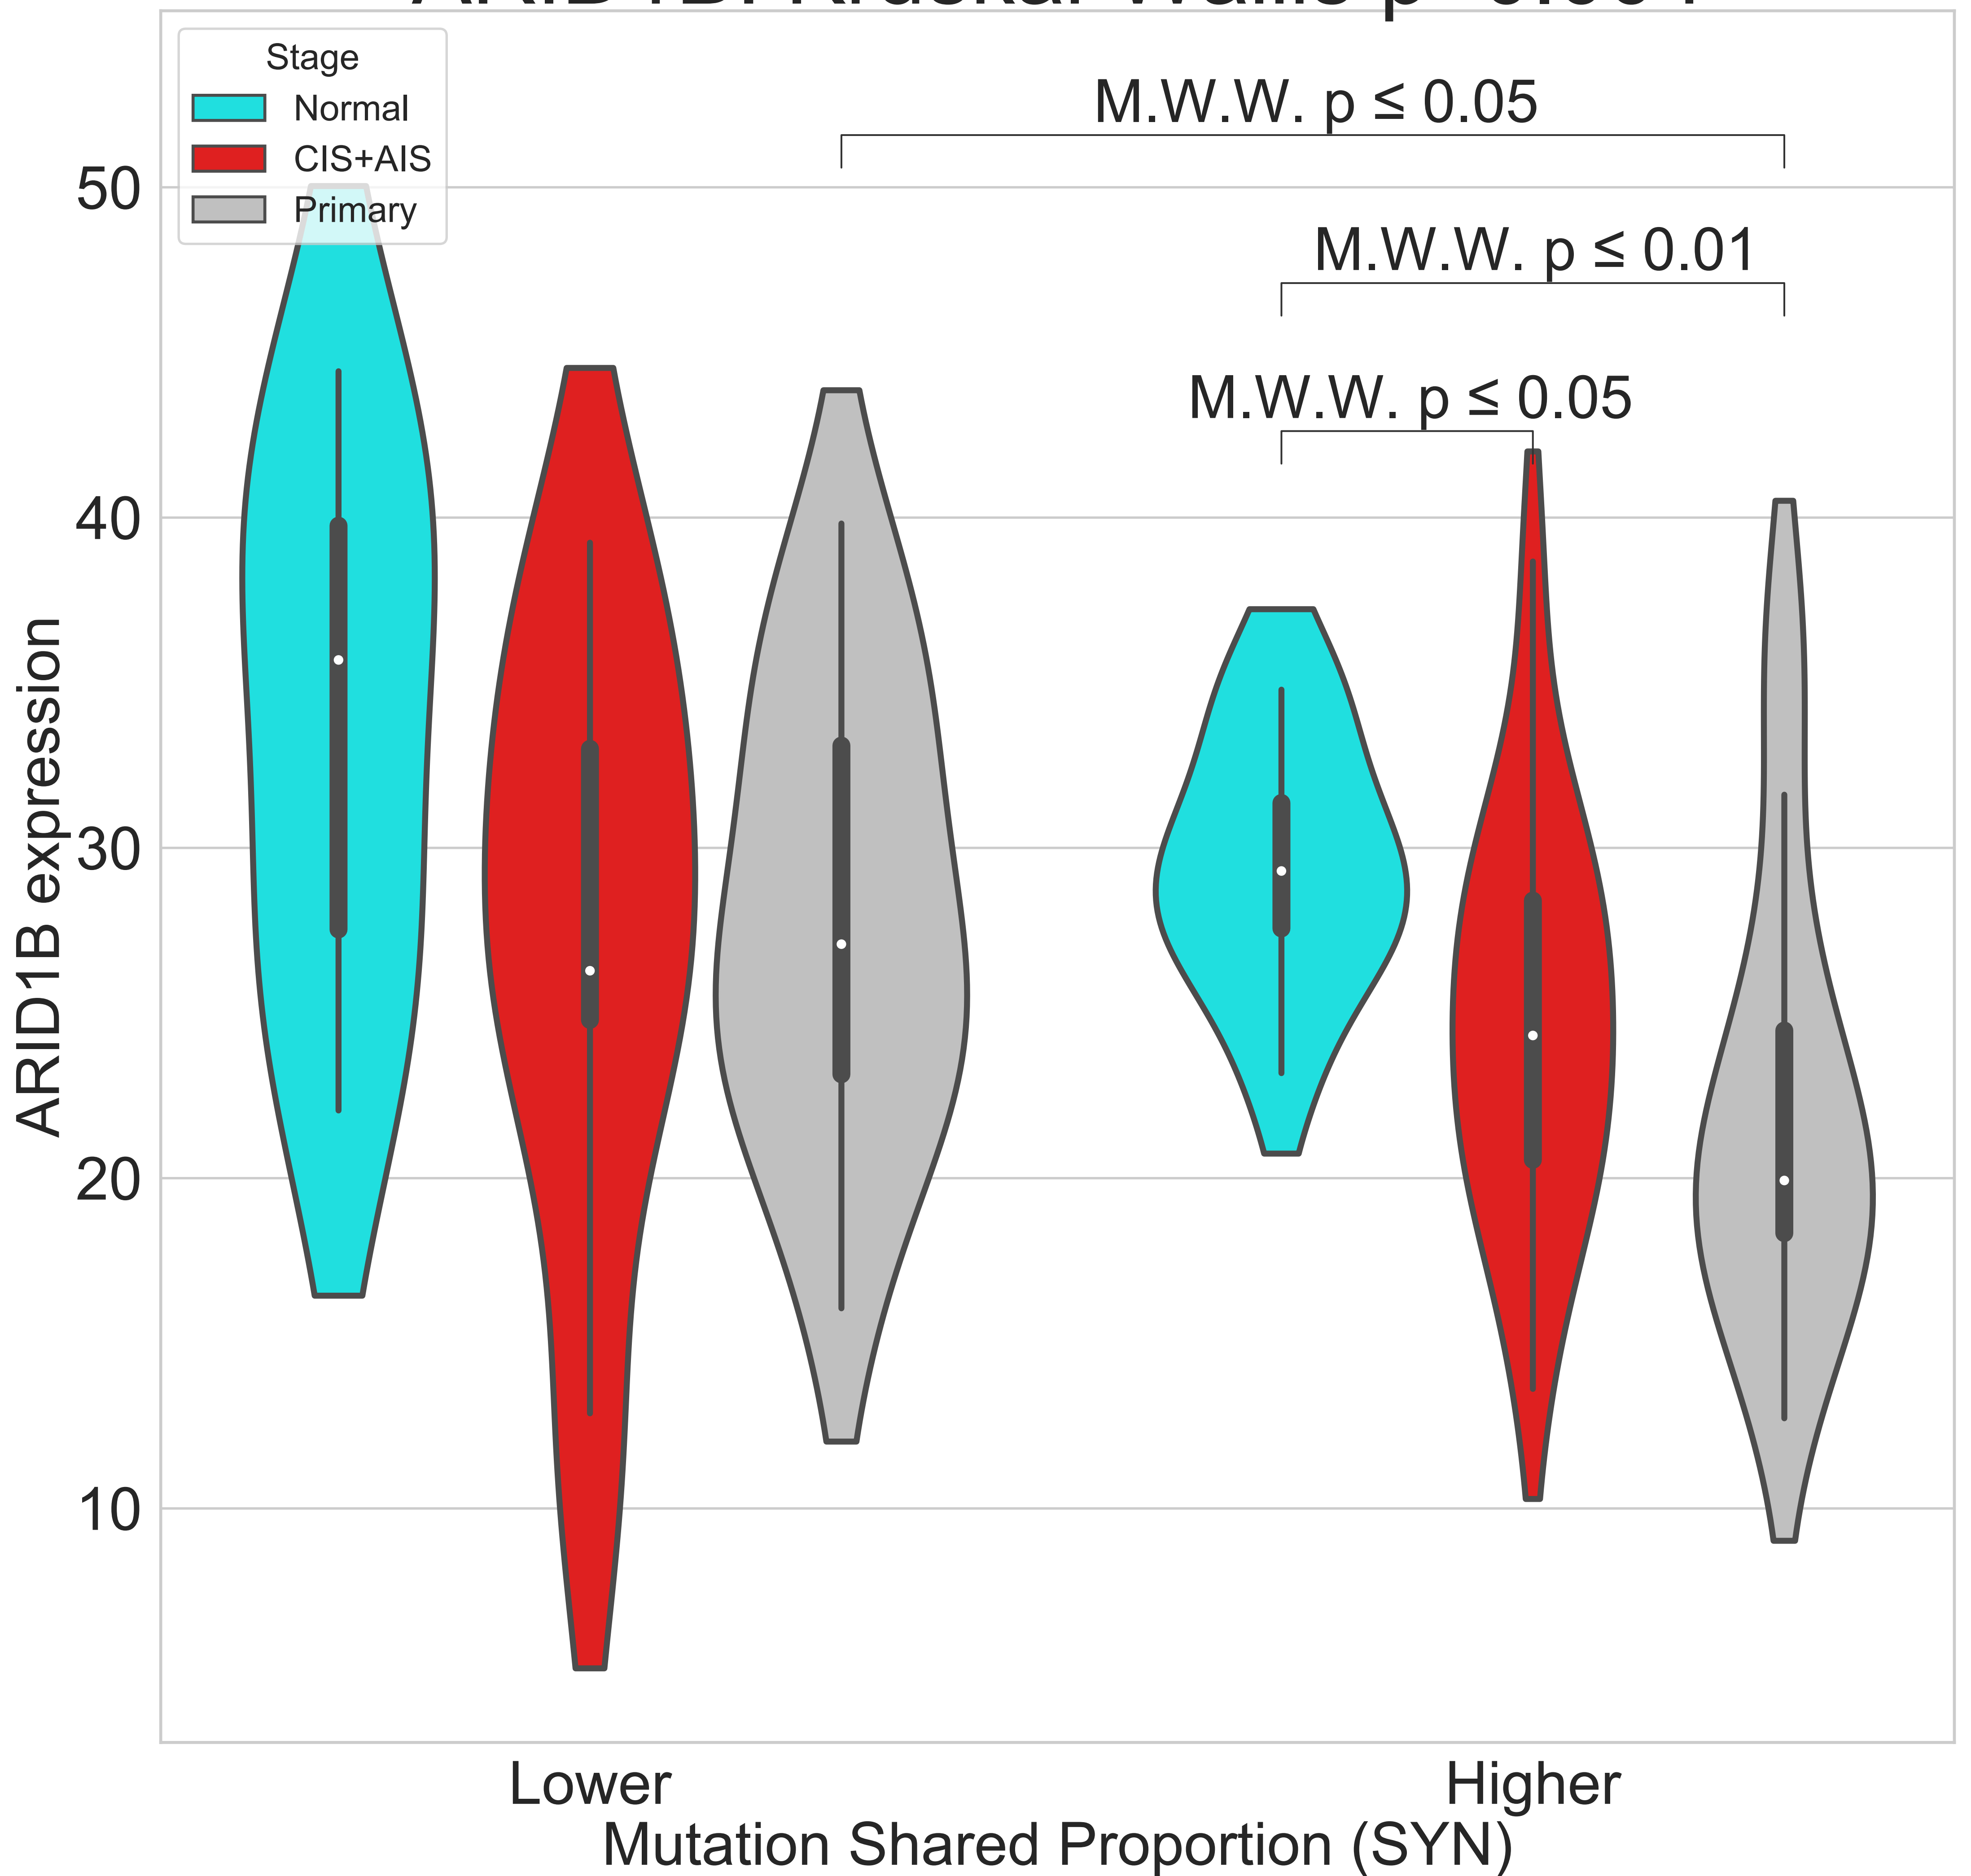 Stage
Normal
CIS+AIS
Primary
M.W.W. p ≤ 0.05
M.W.W. p ≤ 0.01
M.W.W. p ≤ 0.05
50
40
30
20
10
ARID1B expression
Lower
Higher
Mutation Shared Proportion (SYN)